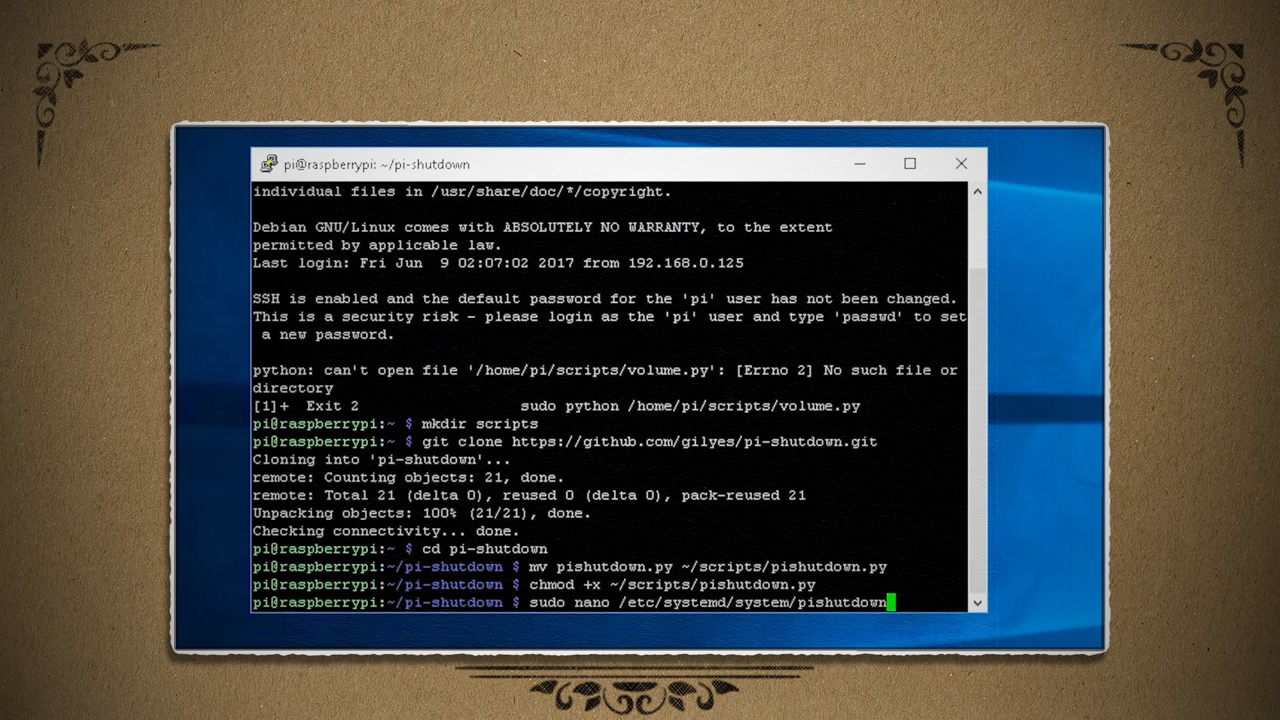 pi@raspberrypi: ~/pi-shutdown
individual files in /usr/share/doc/*/copyright.
Debian GNU/Linux comes with ABSOLUTELY NO WARRANTY, to the extent
permitted by applicable law.
Last login: Fri Jun  9 02:07:02 2017 from 192.168.0.125
SSH is enabled and the default password for the 'pi' user has not been changed.
This is a security risk - please login as the 'pi' user and type 'passwd' to set
 a new password.
python: can't open file '/home/pi/scripts/volume.py': [Errno 2] No such file or
directory
[1]+  Exit 2                  sudo python /home/pi/scripts/volume.py
pi@raspberrypi:~ $ mkdir scripts
pi@raspberrypi:~ $ git clone https://github.com/gilyes/pi-shutdown.git
Cloning into 'pi-shutdown'...
remote: Counting objects: 21, done.
remote: Total 21 (delta 0), reused 0 (delta 0), pack-reused 21
Unpacking objects: 100% (21/21), done.
Checking connectivity... done.
pi@raspberrypi:~ $ cd pi-shutdown
pi@raspberrypi:~/pi-shutdown $ mv pishutdown.py ~/scripts/pishutdown.py
pi@raspberrypi:~/pi-shutdown $ chmod +x ~/scripts/pishutdown.py
pi@raspberrypi:~/pi-shutdown $ sudo nano /etc/systemd/system/pishutdown